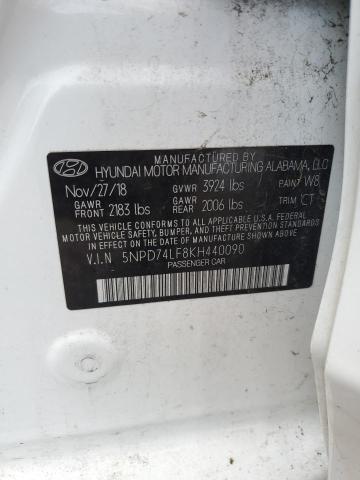 MANUFACTURED BY
HYUNDAI MOTOR MANUFACTURING ALABAMA, LLC
Nov/27/18 GVWR 3924 lbs PAINT W8
GAWR FRONT 2183 lbs GAWR REAR 2006 lbs TRIM CT
THIS VEHICLE CONFORMS TO ALL APPLICABLE U.S.A. FEDERAL
MOTOR VEHICLE SAFETY, BUMPER, AND THEFT PREVENTION STANDARDS
IN EFFECT ON THE DATE OF MANUFACTURE SHOWN ABOVE.
V.I.N 5NPD74LF8KH440090
PASSENGER CAR